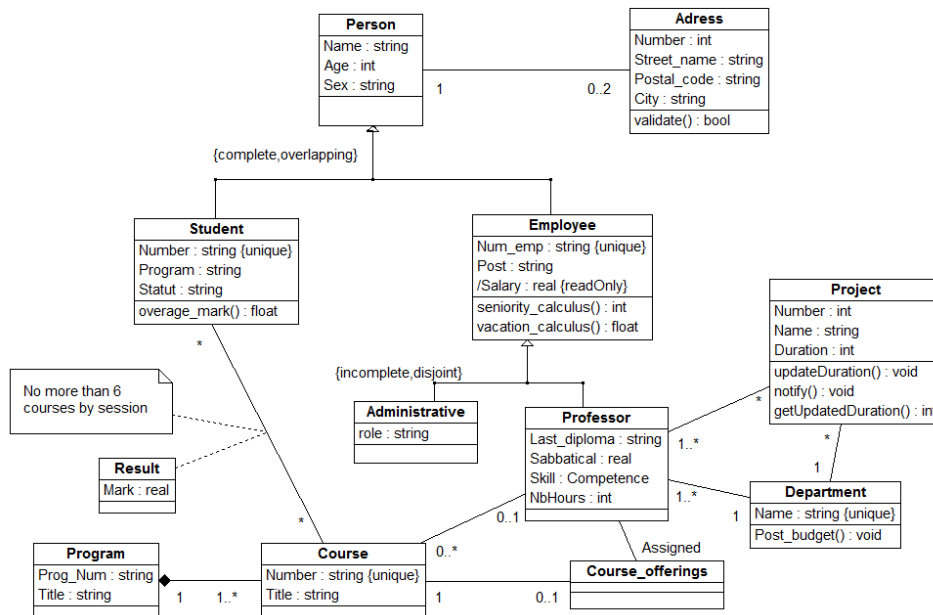 Person
Name : string
Age : int
Sex : string
1
0..2
Adress
Number : int
Street_name : string
Postal_code : string
City : string
validate() : bool
{complete,overlapping}
Student
Number : string {unique}
Program : string
Statut : string
overage_mark() : float
*
Employee
Num_emp : string {unique}
Post : string
/Salary : real {readOnly}
seniority_calculus() : int
vacation_calculus() : float
Project
Number : int
Name : string
Duration : int
updateDuration() : void
notify() : void
getUpdatedDuration() : int
*
*
{incomplete,disjoint}
No more than 6
courses by session
Administrative
role : string
Professor
Last_diploma : string
Sabbatical : real
Skill : Competence
NbHours : int
1..*
1..*
1
1
Department
Name : string {unique}
Post_budget() : void
Result
Mark : real
*
0..1
0..*
Assigned
Program
Prog_Num : string
Title : string
1
1..*
Course
Number : string {unique}
Title : string
1
0..1
Course_offerings